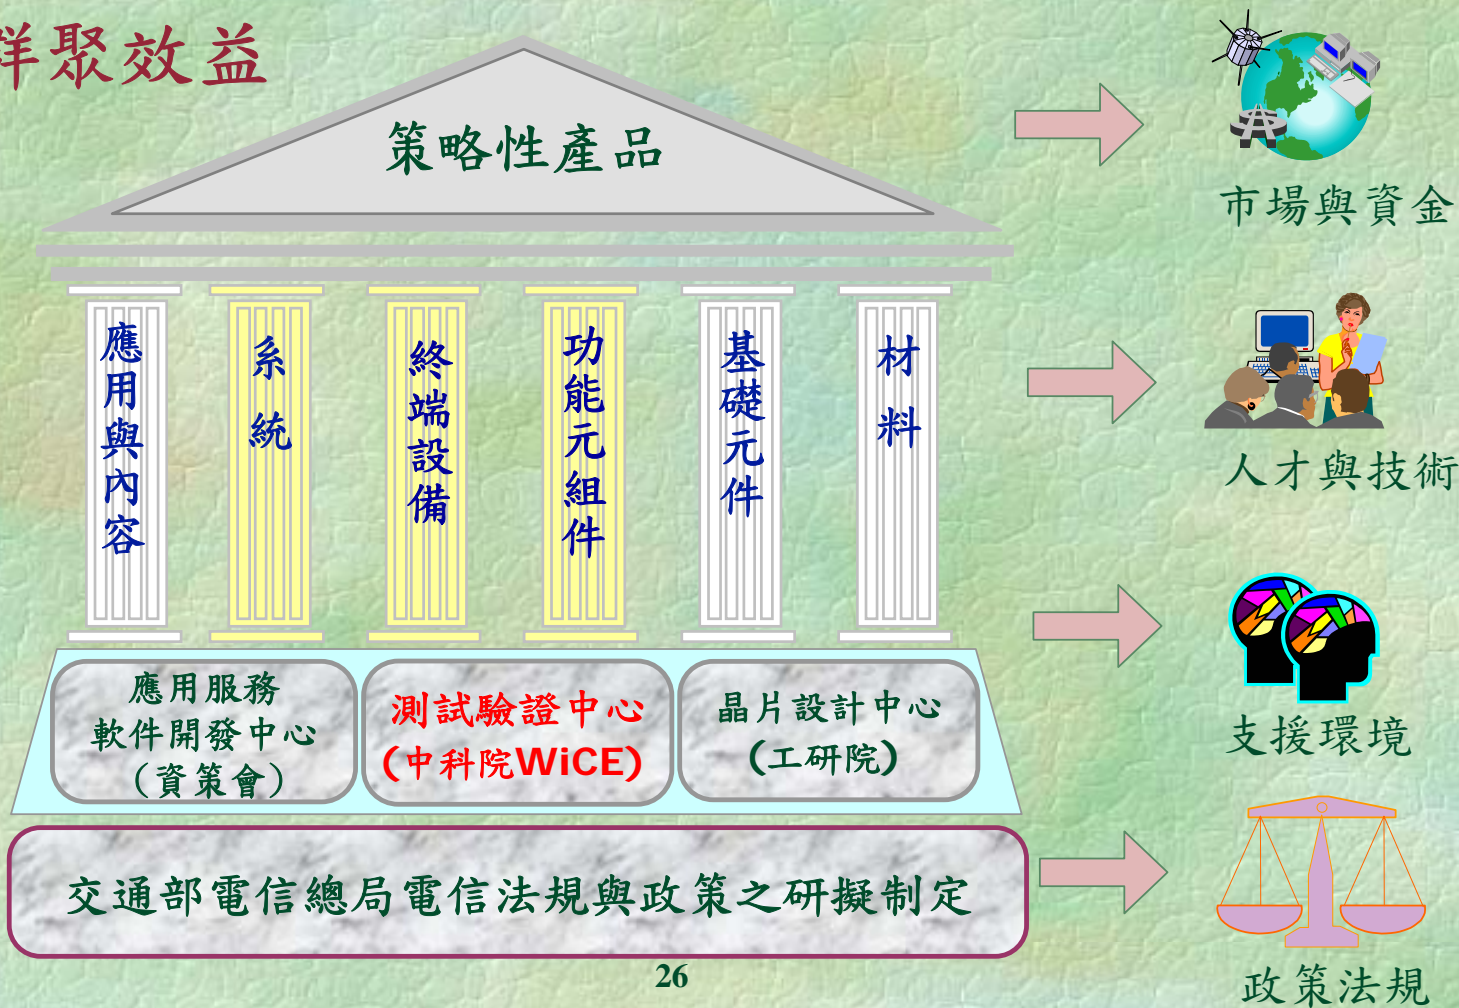 群聚效益
策略性產品
市場與資金
應用與內容
系統
終端設備
功能元組件
基礎元件
材料
人才與技術
應用服務
軟件開發中心
(資策會)
測試驗證中心
(中科院WiCE)
晶片設計中心
(工研院)
支援環境
交通部電信總局電信法規與政策之研擬制定
政策法規
26